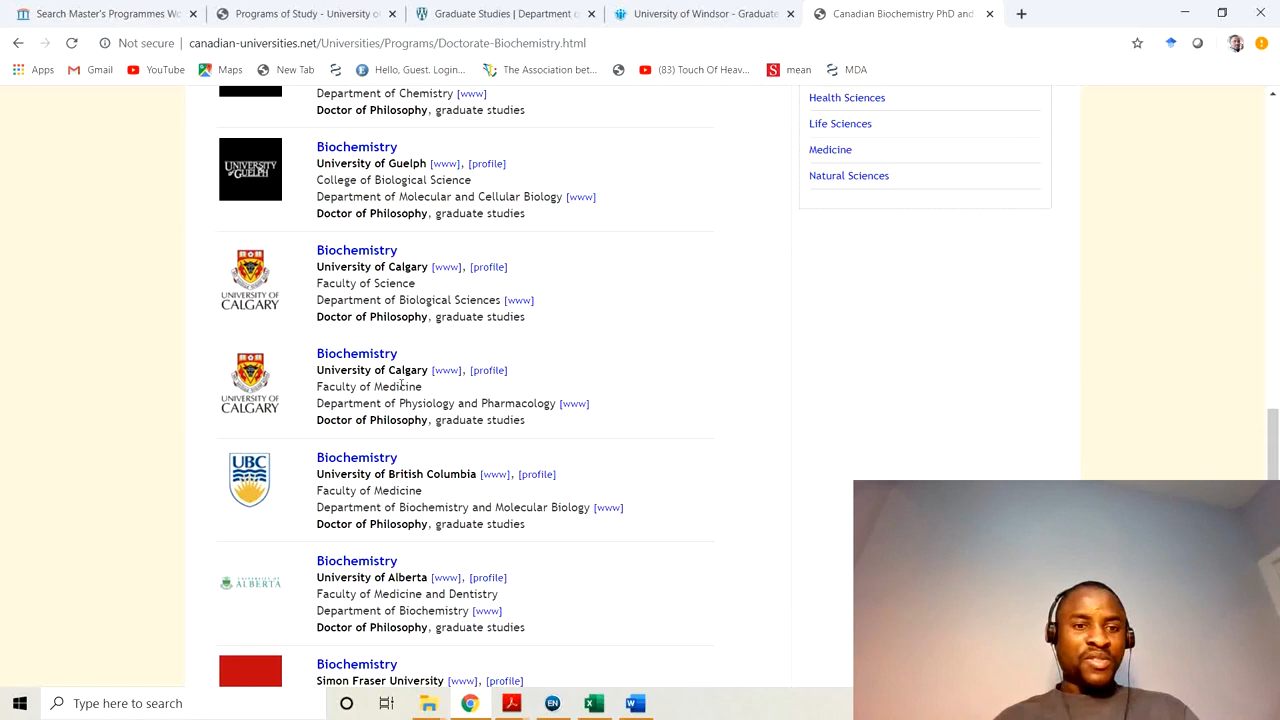 Search Master's Programmes Wo
Programs of Study - University o
Graduate Studies | Department o
University of Windsor - Graduate
Canadian Biochemistry PhD and
Not secure
canadian-universities.net/Universities/Programs/Doctorate-Biochemistry.html
Apps
Gmail
YouTube
Maps
New Tab
Hello, Guest. Login...
The Association bet...
(83) Touch Of Heav...
mean
MDA
Department of Chemistry [www]
Doctor of Philosophy, graduate studies
UNIVERSITY
of GUELPH
Biochemistry
University of Guelph [www], [profile]
College of Biological Science
Department of Molecular and Cellular Biology [www]
Doctor of Philosophy, graduate studies
UNIVERSITY OF
CALGARY
Biochemistry
University of Calgary [www], [profile]
Faculty of Science
Department of Biological Sciences [www]
Doctor of Philosophy, graduate studies
UNIVERSITY OF
CALGARY
Biochemistry
University of Calgary [www], [profile]
Faculty of Medicine
Department of Physiology and Pharmacology [www]
Doctor of Philosophy, graduate studies
UBC
Biochemistry
University of British Columbia [www], [profile]
Faculty of Medicine
Department of Biochemistry and Molecular Biology [www]
Doctor of Philosophy, graduate studies
UNIVERSITY OF
ALBERTA
Biochemistry
University of Alberta [www], [profile]
Faculty of Medicine and Dentistry
Department of Biochemistry [www]
Doctor of Philosophy, graduate studies
Biochemistry
Simon Fraser University [www], [profile]
Health Sciences
Life Sciences
Medicine
Natural Sciences
Type here to search
EN